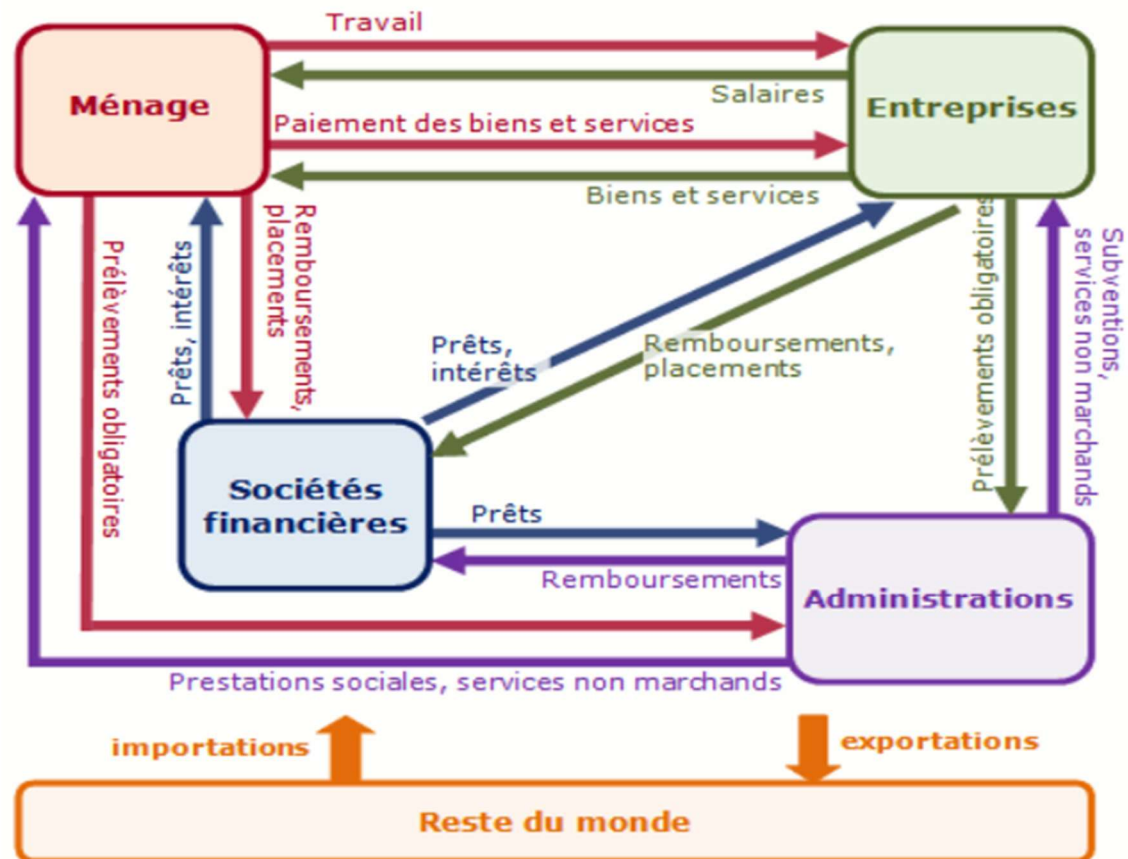 Travail
Ménage
Entreprises
Salaires
Paiement des biens et services
Biens et services
Prélèvements obligatoires
Prêts, intérêts
Remboursements,
placements
Prêts,
intérêts
Remboursements,
placements
Prélèvements obligatoires
Subventions,
services non marchands
Sociétés
financières
Prêts
Remboursements
Administrations
Prestations sociales, services non marchands
importations
exportations
Reste du monde